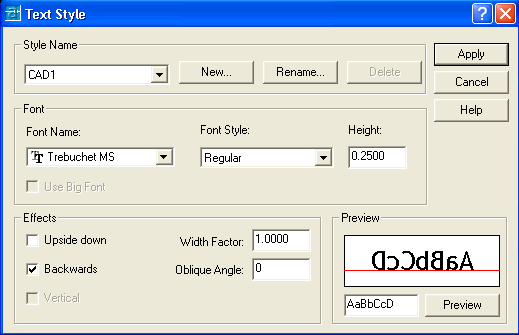 Text Style
Style Name
CAD1
New...
Rename...
Delete
Apply
Cancel
Help
Font
Font Name:
Font Style:
Height:
Trebuchet MS
Regular
0.2500
Use Big Font
Effects
Upside down
Width Factor:
1.0000
Backwards
Oblique Angle:
0
Vertical
Preview
AaBbCcD
AaBbCcD
Preview